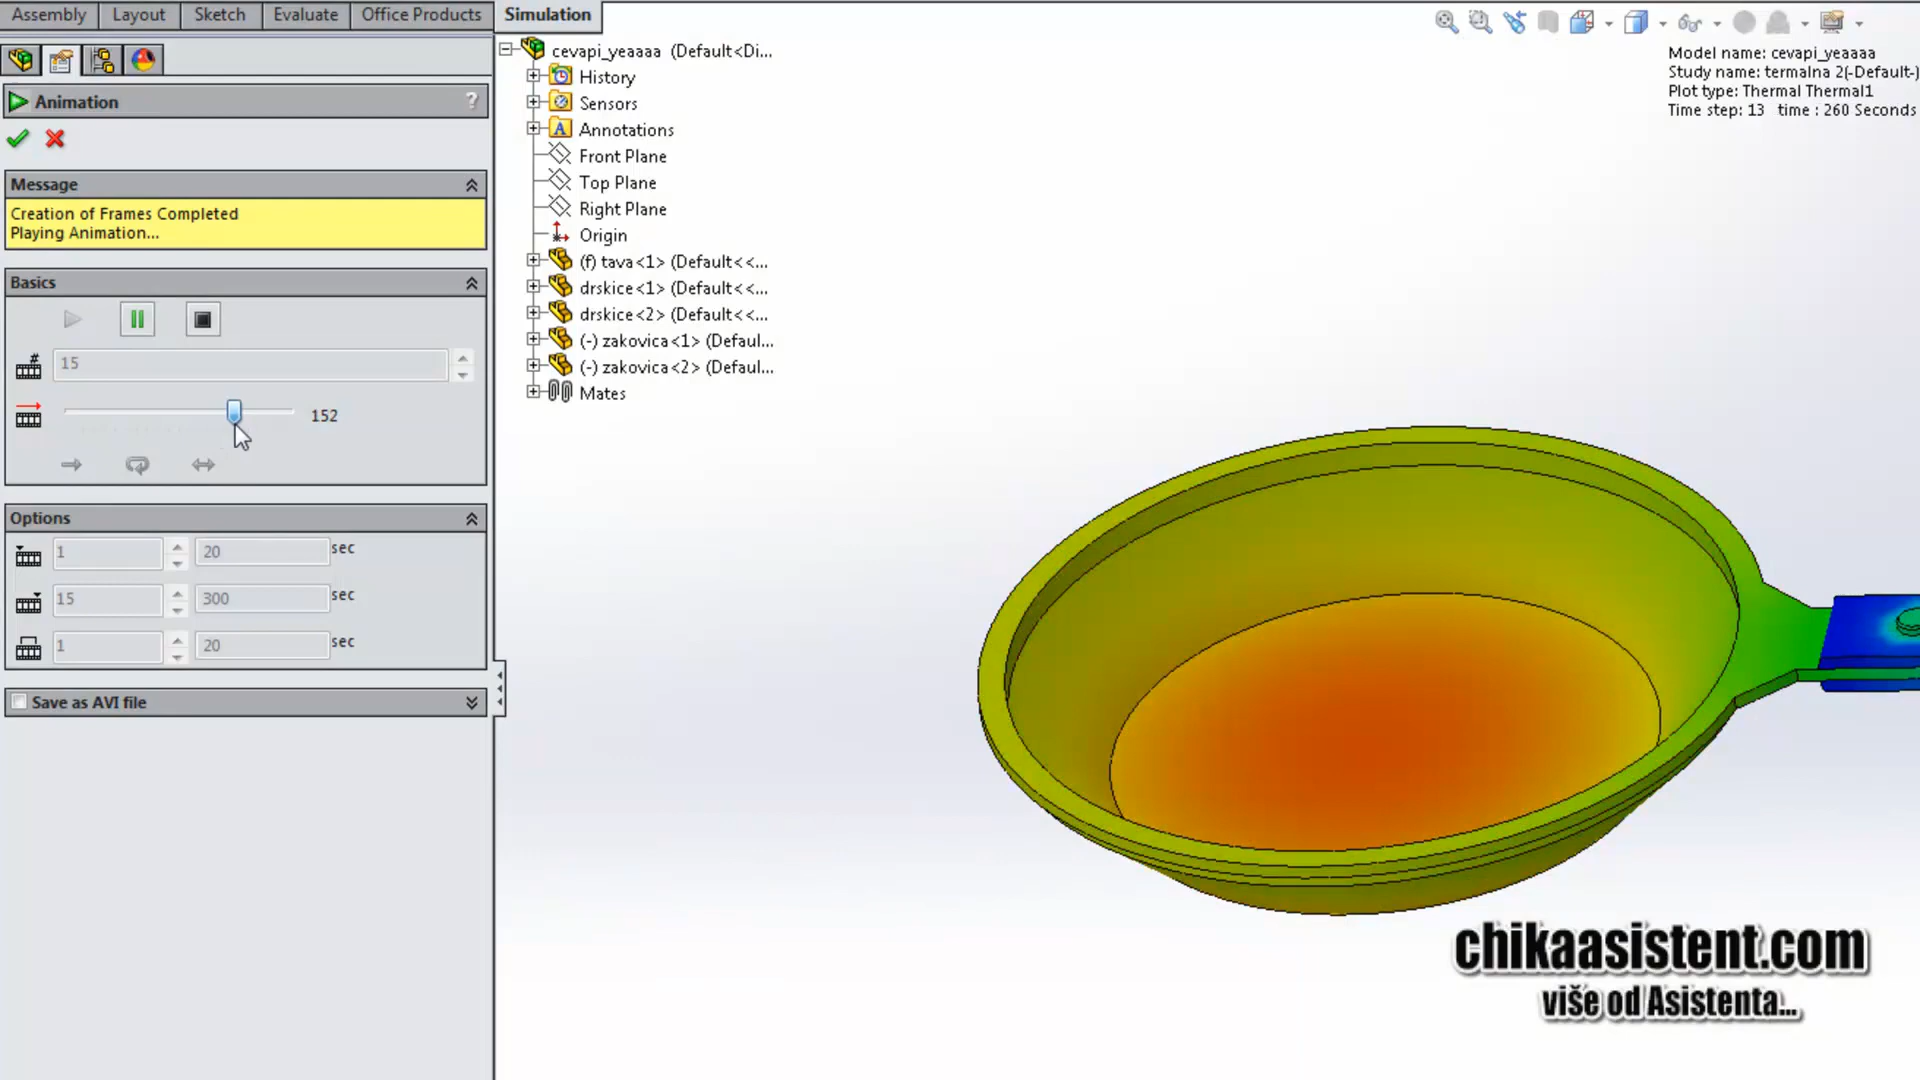 Assembly Layout Sketch Evaluate Office Products Simulation
Animation ?
Message
Creation of Frames Completed
Playing Animation...
Basics
15
152
Options
1 20 sec
15 300 sec
1 20 sec
Save as AVI file
cevapi_yeaaaa (Default<Di...
History
Sensors
Annotations
Front Plane
Top Plane
Right Plane
Origin
(f) tava<1> (Default<<...
drskice<1> (Default<<...
drskice<2> (Default<<...
(-) zakovica<1> (Defaul...
(-) zakovica<2> (Defaul...
Mates
Model name: cevapi_yeaaaa
Study name: termalna 2(-Default-)
Plot type: Thermal Thermal1
Time step: 13 time : 260 Seconds
chikaasistent.com
više od Asistenta...